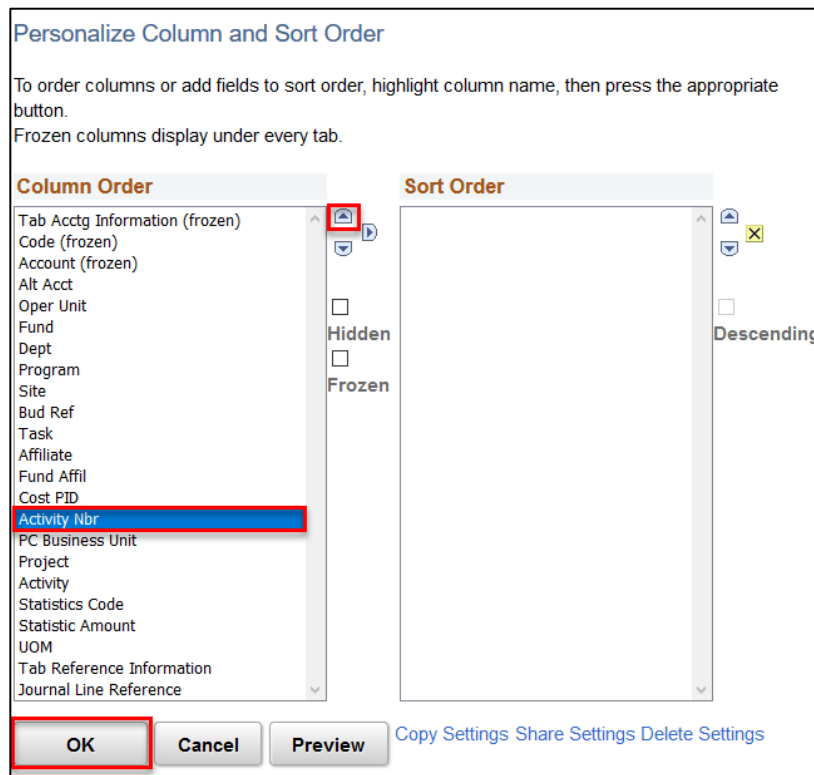 Personalize Column and Sort Order
To order columns or add fields to sort order, highlight column name, then press the appropriate
button.
Frozen columns display under every tab.
Column Order
Sort Order
Tab Acctg Information (frozen)
Code (frozen)
Account (frozen)
Alt Acct
Oper Unit
Fund
Dept
Program
Site
Bud Ref
Task
Affiliate
Fund Affil
Cost PID
Activity Nbr
PC Business Unit
Project
Activity
Statistics Code
Statistic Amount
UOM
Tab Reference Information
Journal Line Reference
Hidden
Frozen
Descending
OK
Cancel
Preview
Copy Settings Share Settings Delete Settings